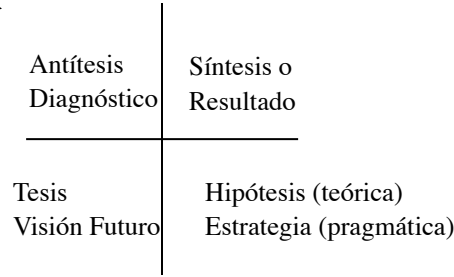 Antítesis
Diagnóstico
Síntesis o
Resultado
Tesis
Visión Futuro
Hipótesis (teórica)
Estrategia (pragmática)